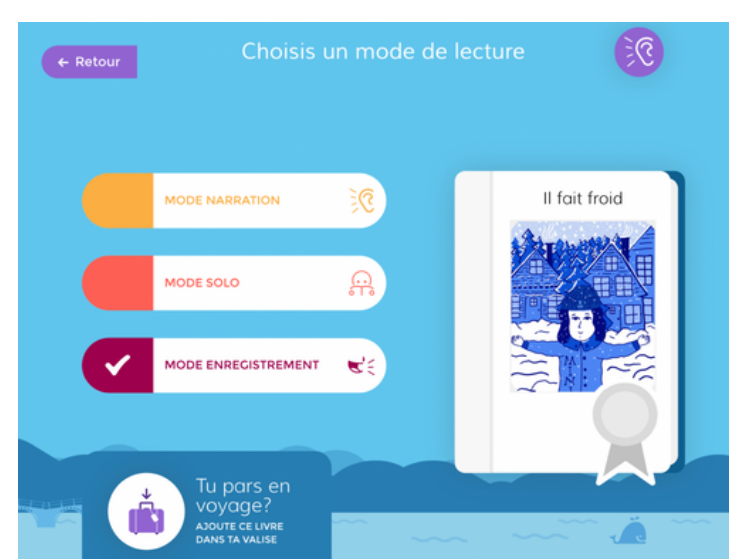 ← Retour
Choisis un mode de lecture
MODE NARRATION
MODE SOLO
MODE ENREGISTREMENT
Il fait froid
Tu pars en
voyage?
AJOUTE CE LIVRE
DANS TA VALISE